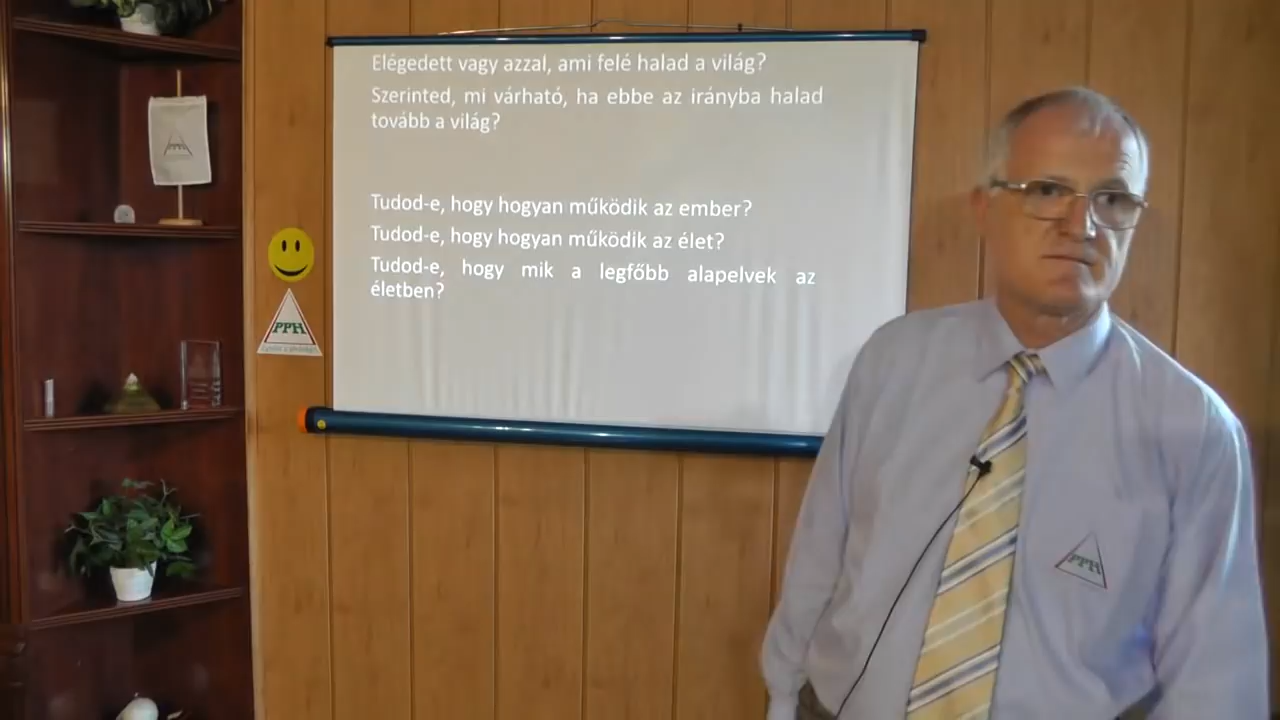 Elégedett vagy azzal, ami felé halad a világ?
Szerinted, mi várható, ha ebbe az irányba halad
tovább a világ?
Tudod-e, hogy hogyan működik az ember?
Tudod-e, hogy hogyan működik az élet?
Tudod-e, hogy mik a legfőbb alapelvek az
életben?
PPH
PPH
PPH